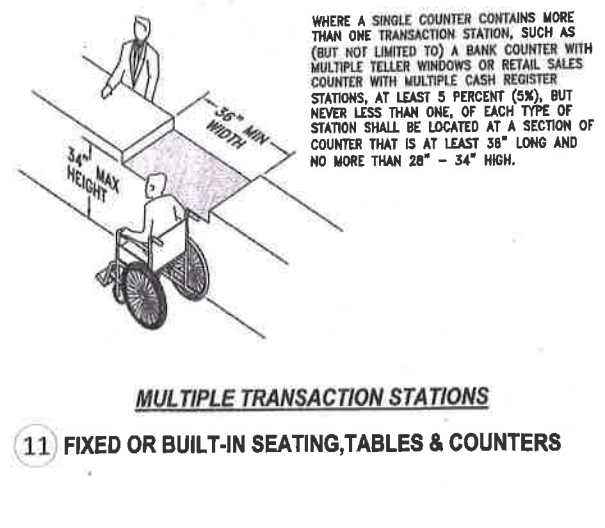 WHERE A SINGLE COUNTER CONTAINS MORE
THAN ONE TRANSACTION STATION, SUCH AS
(BUT NOT LIMITED TO) A BANK COUNTER WITH
MULTIPLE TELLER WINDOWS OR RETAIL SALES
COUNTER WITH MULTIPLE CASH REGISTER
STATIONS, AT LEAST 5 PERCENT (5%), BUT
NEVER LESS THAN ONE, OF EACH TYPE OF
STATION SHALL BE LOCATED AT A SECTION OF
COUNTER THAT IS AT LEAST 36" LONG AND
NO MORE THAN 28" - 34" HIGH.
36" MIN
WIDTH
34" MAX
HEIGHT
MULTIPLE TRANSACTION STATIONS
11 FIXED OR BUILT-IN SEATING,TABLES & COUNTERS